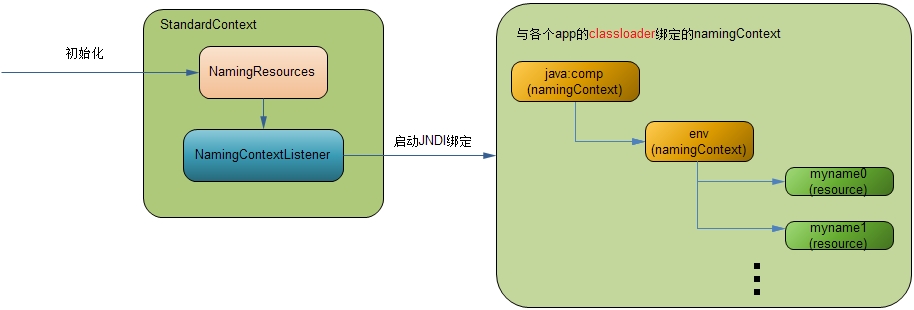 StandardContext
初始化
NamingResources
NamingContextListener
启动JNDI绑定
与各个app的classloader绑定的namingContext
java:comp
(namingContext)
env
(namingContext)
myname0
(resource)
myname1
(resource)